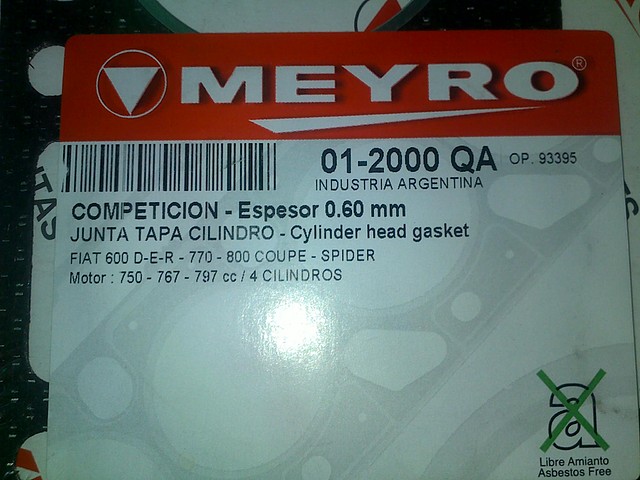 MEYRO®
01-2000 QA OP. 93395
INDUSTRIA ARGENTINA
COMPETICION - Espesor 0.60 mm
JUNTA TAPA CILINDRO - Cylinder head gasket
FIAT 600 D-E-R - 770 - 800 COUPE - SPIDER
Motor : 750 - 767 - 797 cc / 4 CILINDROS
a
Libre Amianto
Asbestos Free